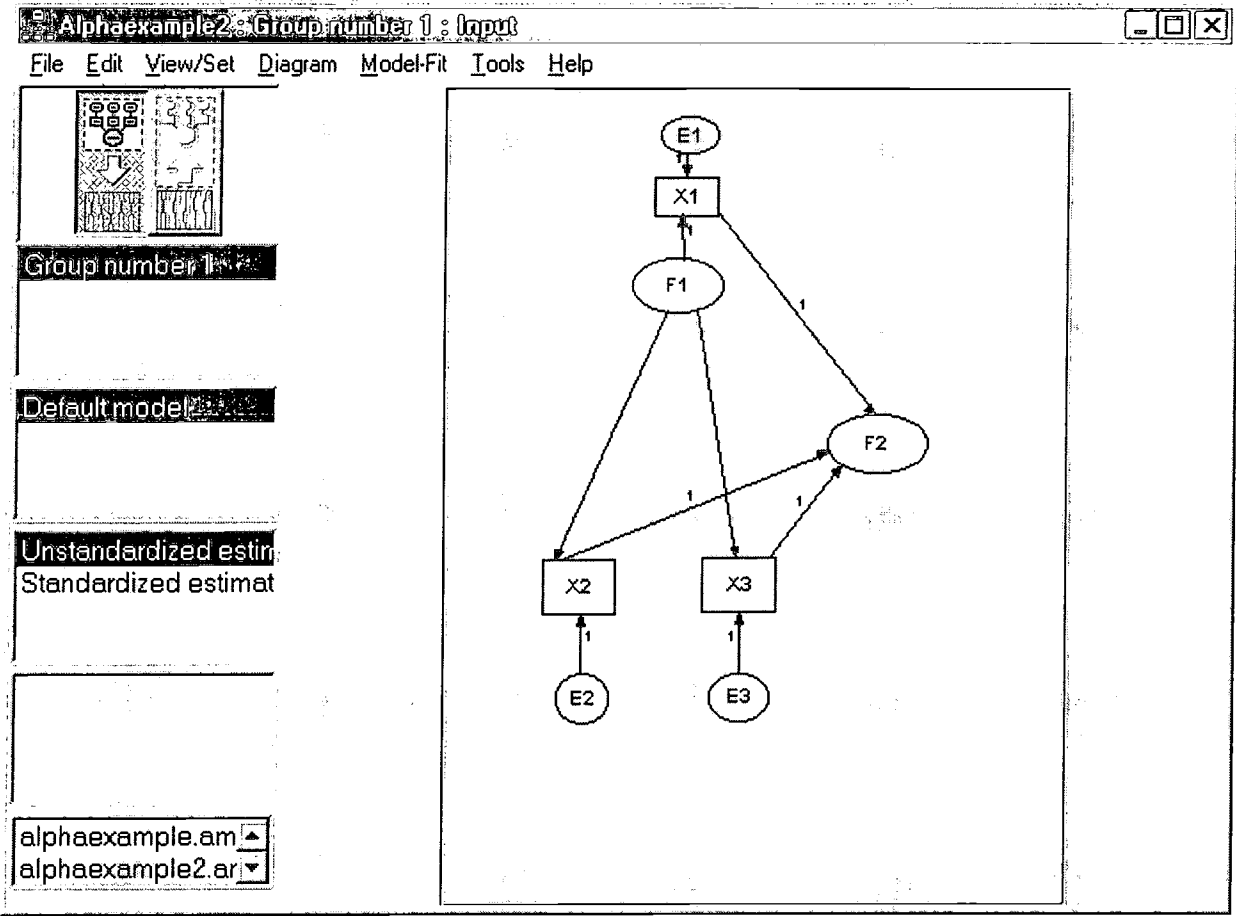 Alphaexample2 : Group number 1 : Input
File Edit View/Set Diagram Model-Fit Tools Help
Group number 1
Default model
Unstandardized estin
Standardized estimat
alphaexample.am
alphaexample2.ar
E1
1
X1
1
F1
1
F2
1
1
X2
X3
1
1
E2
E3